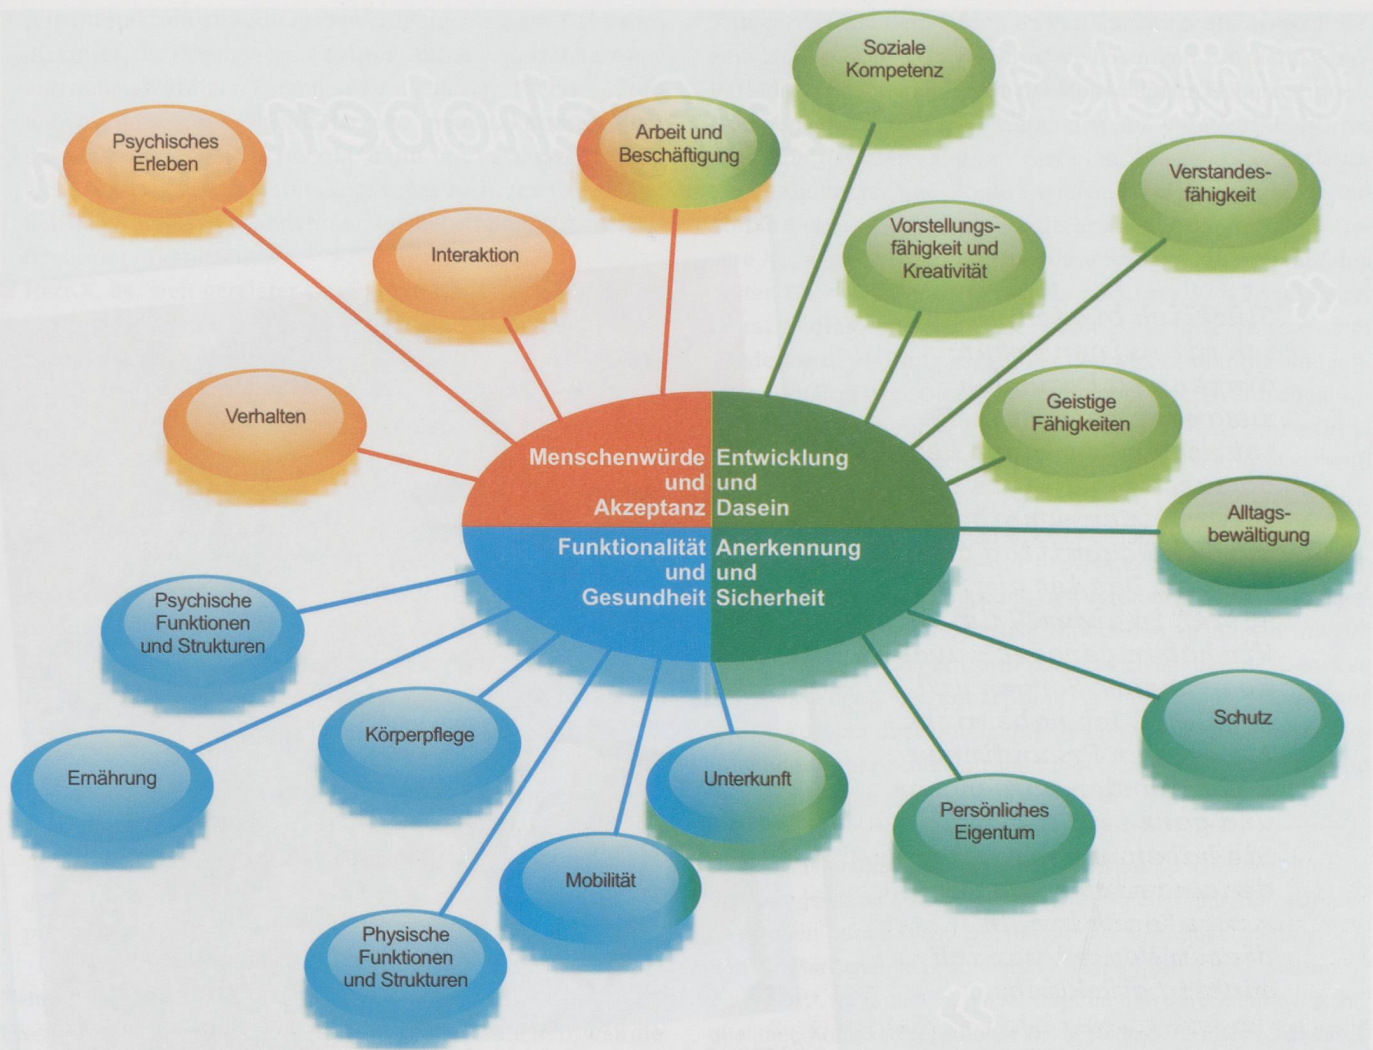 Soziale
Kompetenz
Psychisches
Erleben
Arbeit und
Beschäftigung
Verstandes-
fähigkeit
Interaktion
Vorstellungs-
fähigkeit und
Kreativität
Verhalten
Geistige
Fähigkeiten
Menschenwürde
und
Akzeptanz
Entwicklung
und
Dasein
Alltags-
bewältigung
Funktionalität
und
Gesundheit
Anerkennung
und
Sicherheit
Psychische
Funktionen
und Strukturen
Schutz
Körperpflege
Ernährung
Unterkunft
Persönliches
Eigentum
Mobilität
Physische
Funktionen
und Strukturen